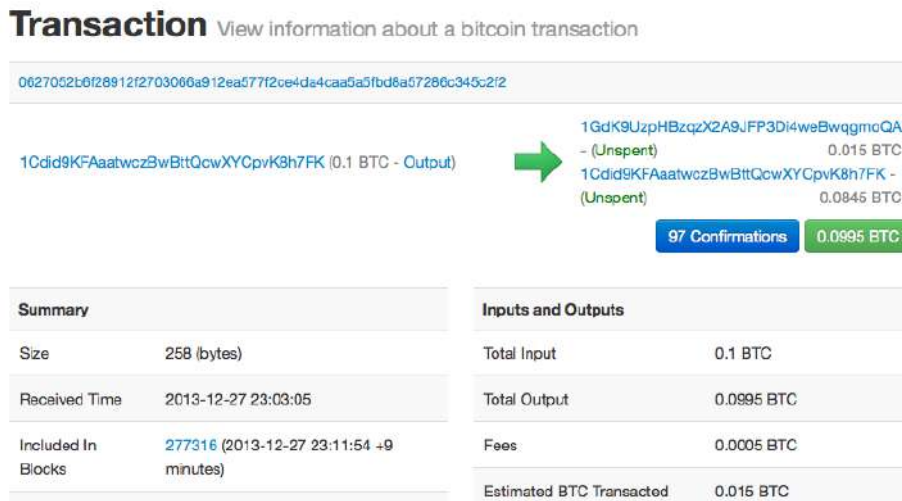 Transaction View information about a bitcoin transaction
0627052b6f28912f2703066a912ea577f2ce4da4caa5a5fbd8a57286c345c2f2
1Cdid9KFAaatwczBwBttQcwXYCpvK8h7FK (0.1 BTC - Output)
1GdK9UzpHBzqzX2A9JFP3Di4weBwqgmoQA
- (Unspent) 0.015 BTC
1Cdid9KFAaatwczBwBttQcwXYCpvK8h7FK -
(Unspent) 0.0845 BTC
97 Confirmations 0.0995 BTC
Summary
Size 258 (bytes)
Received Time 2013-12-27 23:03:05
Included In Blocks 277316 (2013-12-27 23:11:54 +9
minutes)
Inputs and Outputs
Total Input 0.1 BTC
Total Output 0.0995 BTC
Fees 0.0005 BTC
Estimated BTC Transacted 0.015 BTC